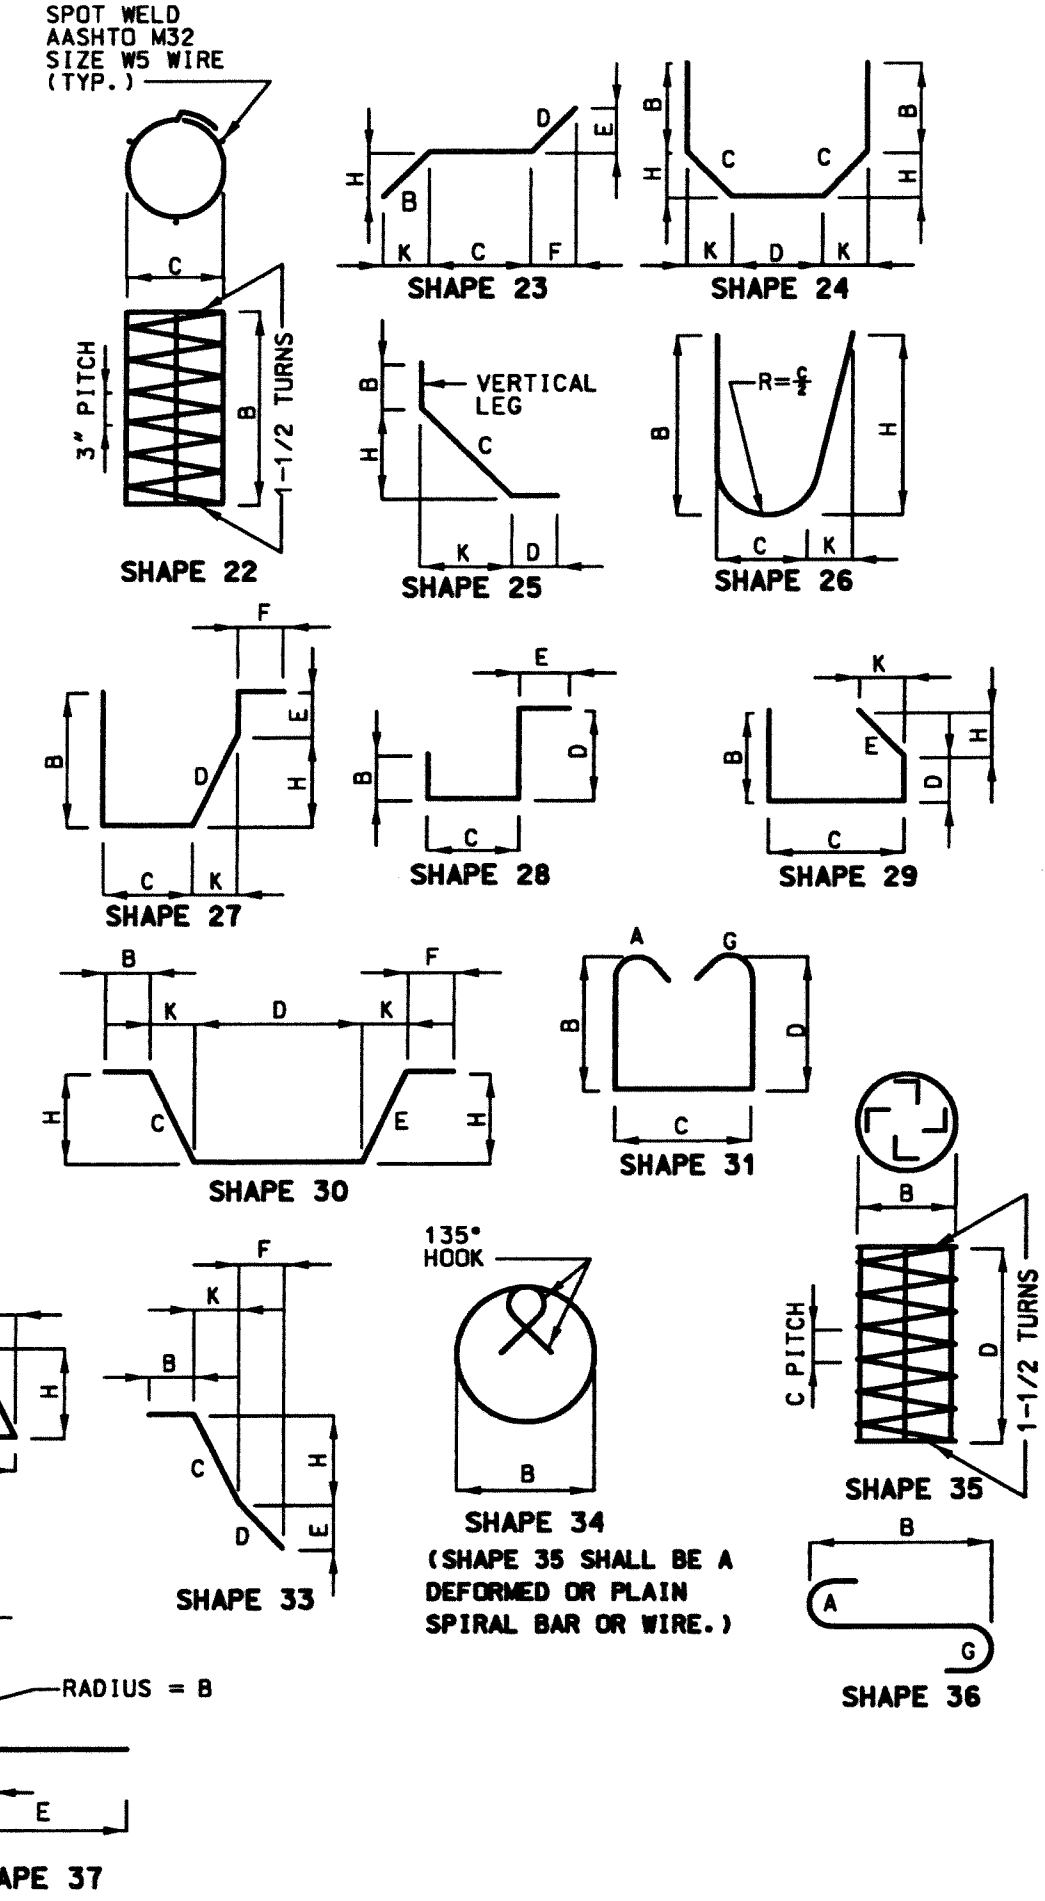 SPOT WELD
AASHTO M32
SIZE W5 WIRE
(TYP.)
C
3" PITCH
B
1-1/2 TURNS
SHAPE 22
H
B
D
E
K
C
F
SHAPE 23
B
H
C
C
B
H
K
D
K
SHAPE 24
B
H
VERTICAL
LEG
C
K
D
SHAPE 25
B
R=C/2
H
C
K
SHAPE 26
F
B
D
E
H
C
K
SHAPE 27
E
B
D
C
SHAPE 28
K
B
E
H
D
C
SHAPE 29
B
F
K
D
K
H
C
E
H
SHAPE 30
A
G
B
D
C
SHAPE 31
B
C PITCH
D
1-1/2 TURNS
SHAPE 35
H
F
K
B
C
H
D
E
SHAPE 33
135°
HOOK
B
SHAPE 34
(SHAPE 35 SHALL BE A
DEFORMED OR PLAIN
SPIRAL BAR OR WIRE.)
B
A
G
SHAPE 36
RADIUS = B
E
APE 37